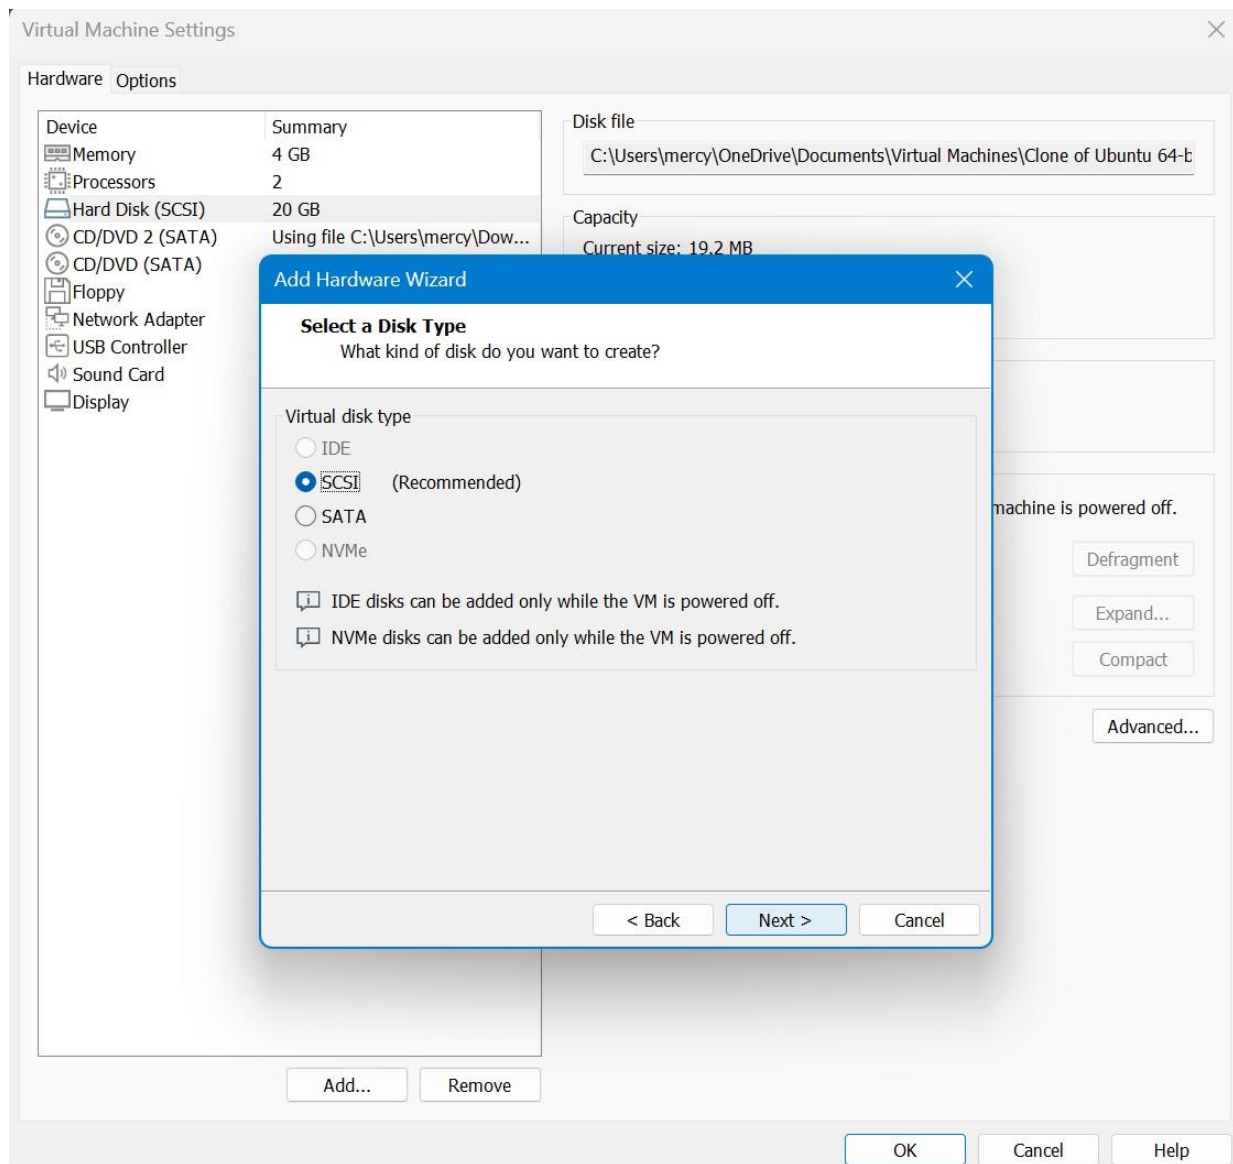 Virtual Machine Settings
Hardware Options
Device Summary
Memory 4 GB
Processors 2
Hard Disk (SCSI) 20 GB
CD/DVD 2 (SATA) Using file C:\Users\mercy\Dow...
CD/DVD (SATA)
Floppy
Network Adapter
USB Controller
Sound Card
Display
Add... Remove
Disk file
C:\Users\mercy\OneDrive\Documents\Virtual Machines\Clone of Ubuntu 64-b
Capacity
Current size: 19.2 MB
machine is powered off.
Defragment
Expand...
Compact
Advanced...
Add Hardware Wizard
Select a Disk Type
What kind of disk do you want to create?
Virtual disk type
IDE
SCSI (Recommended)
SATA
NVMe
IDE disks can be added only while the VM is powered off.
NVMe disks can be added only while the VM is powered off.
< Back Next > Cancel
OK Cancel Help